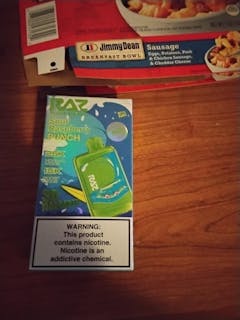 Jimmy Dean
BREAKFAST BOWL
Sausage
Eggs, Potatoes, Pork
& Chicken Sausage,
& Cheddar Cheese
RAZ
Sour
Raspberry
PUNCH
RAZ
WARNING:
This product
contains nicotine.
Nicotine is an
addictive chemical.